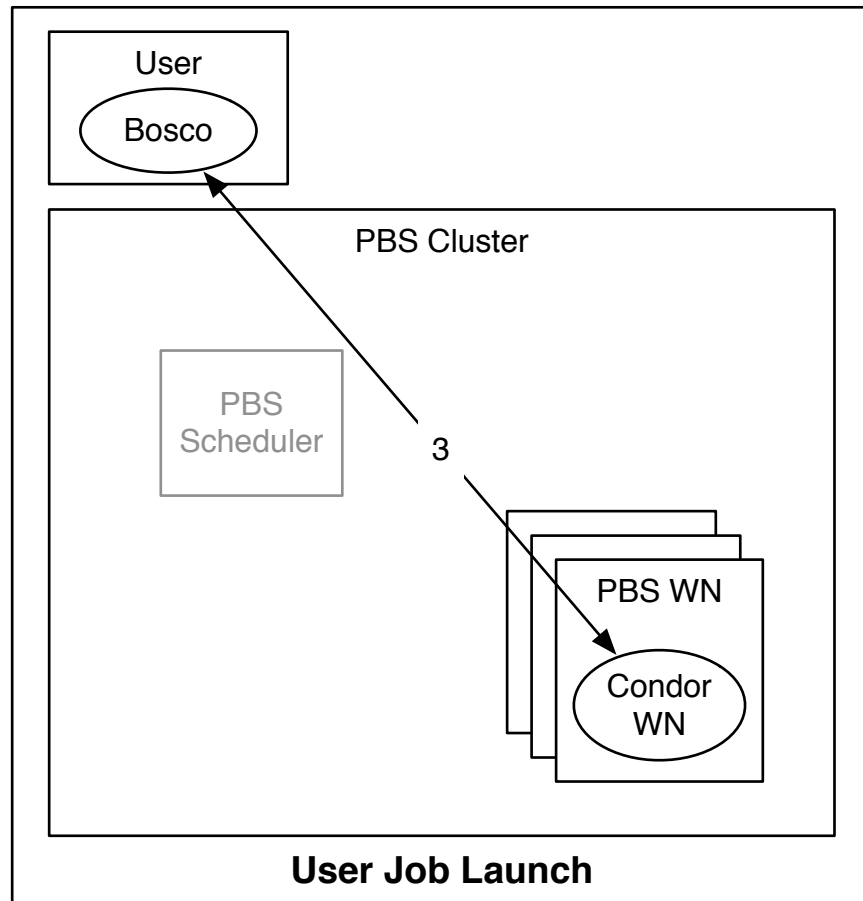 User
Bosco
PBS Cluster
PBS
Scheduler
3
PBS WN
Condor
WN
User Job Launch